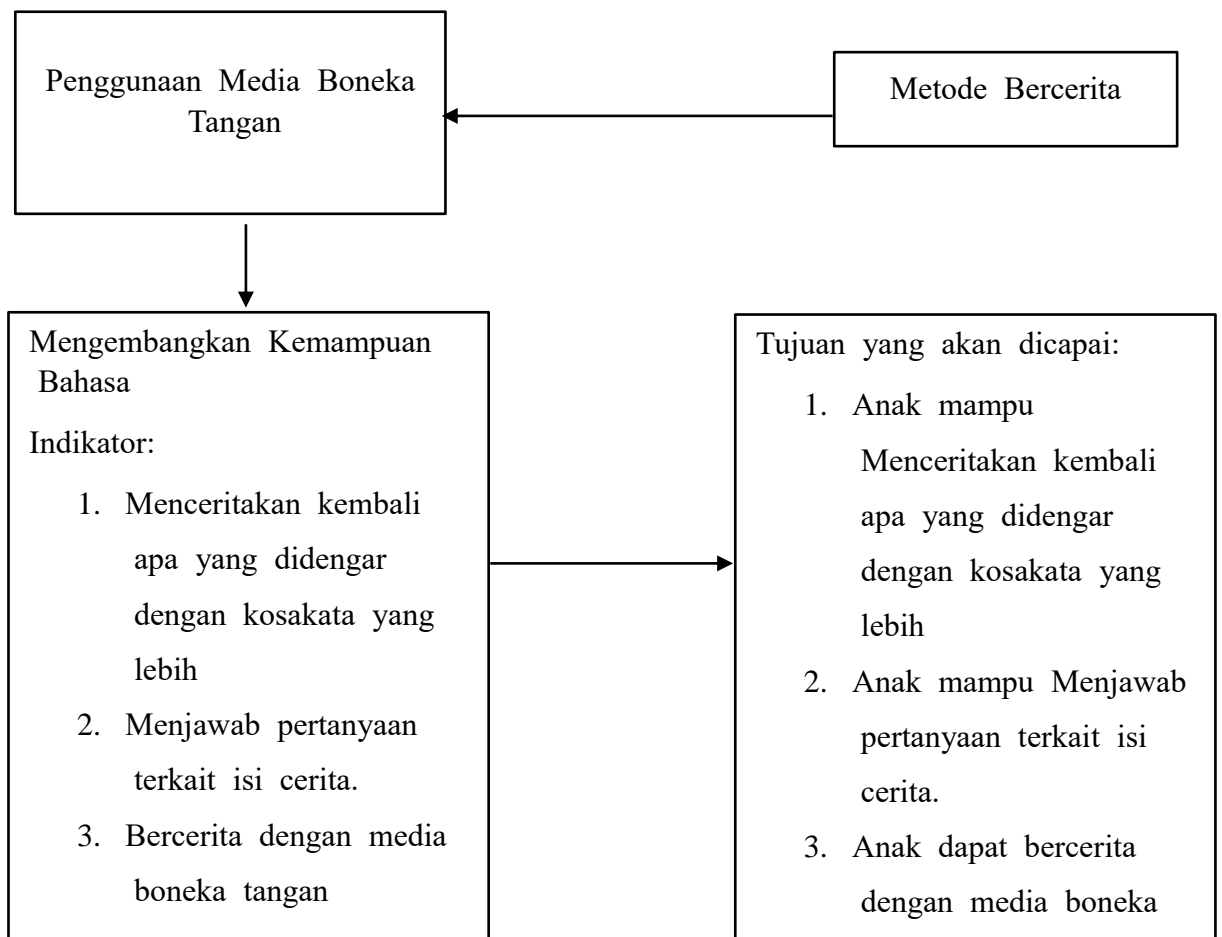 Penggunaan Media Boneka
Tangan
Metode Bercerita
Mengembangkan Kemampuan
Bahasa
Indikator:
1. Menceritakan kembali
apa yang didengar
dengan kosakata yang
lebih
2. Menjawab pertanyaan
terkait isi cerita.
3. Bercerita dengan media
boneka tangan
Tujuan yang akan dicapai:
1. Anak mampu
Menceritakan kembali
apa yang didengar
dengan kosakata yang
lebih
2. Anak mampu Menjawab
pertanyaan terkait isi
cerita.
3. Anak dapat bercerita
dengan media boneka